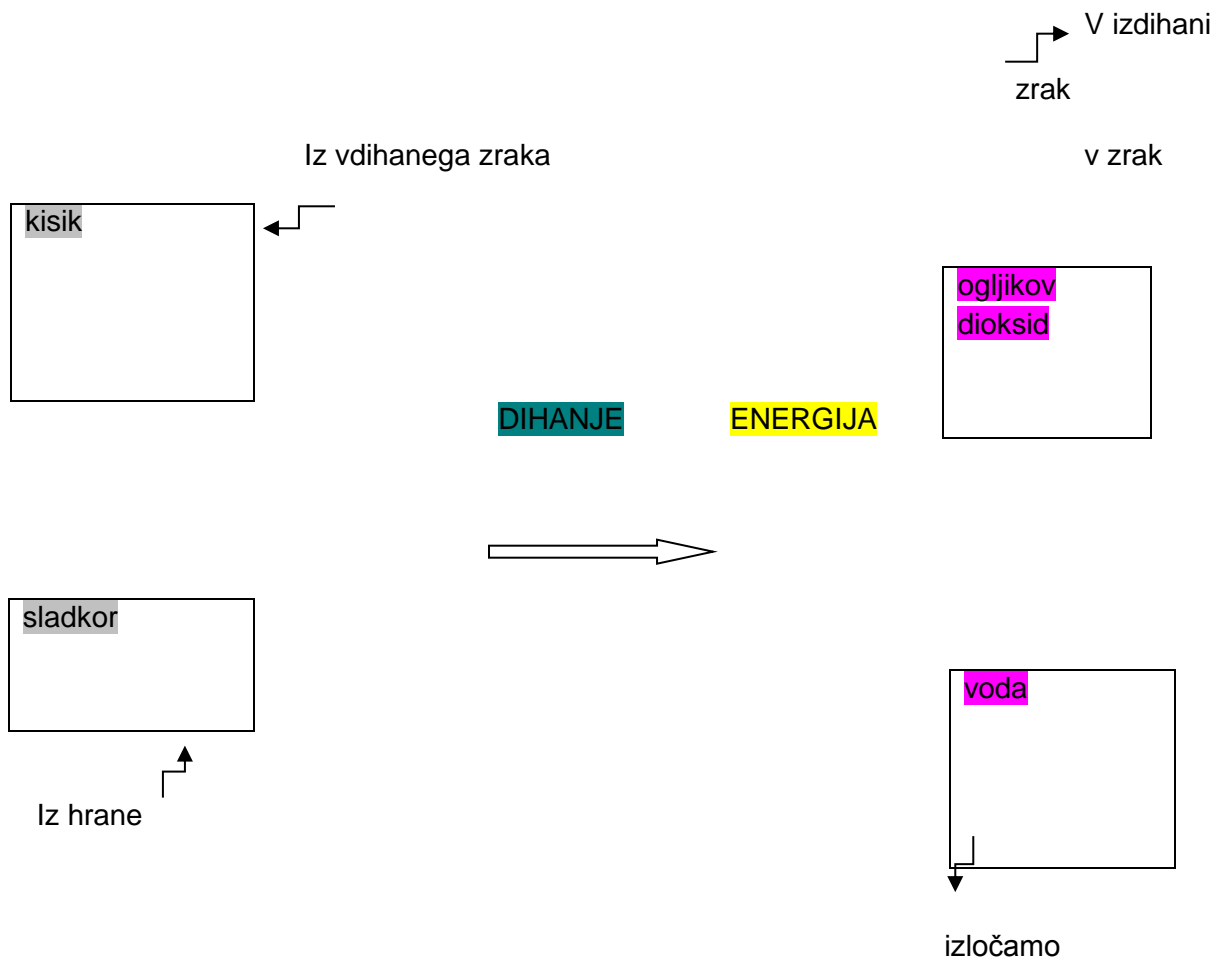 V izdihani
zrak
Iz vdihanega zraka
v zrak
kisik
ogljikov
dioksid
DIHANJE
ENERGIJA
sladkor
voda
Iz hrane
izločamo